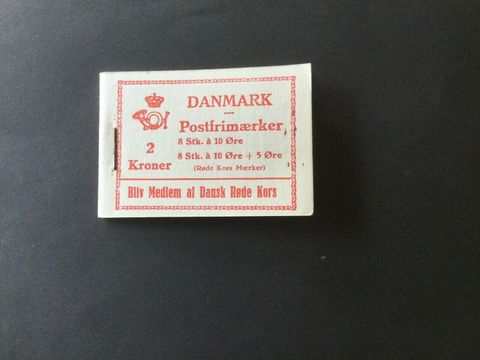 DANMARK
Postfrimærker
8 Stk. à 10 Øre
8 Stk. à 10 Øre + 5 Øre
(Røde Kors Mærker)
2
Kroner
Bliv Medlem af Dansk Røde Kors